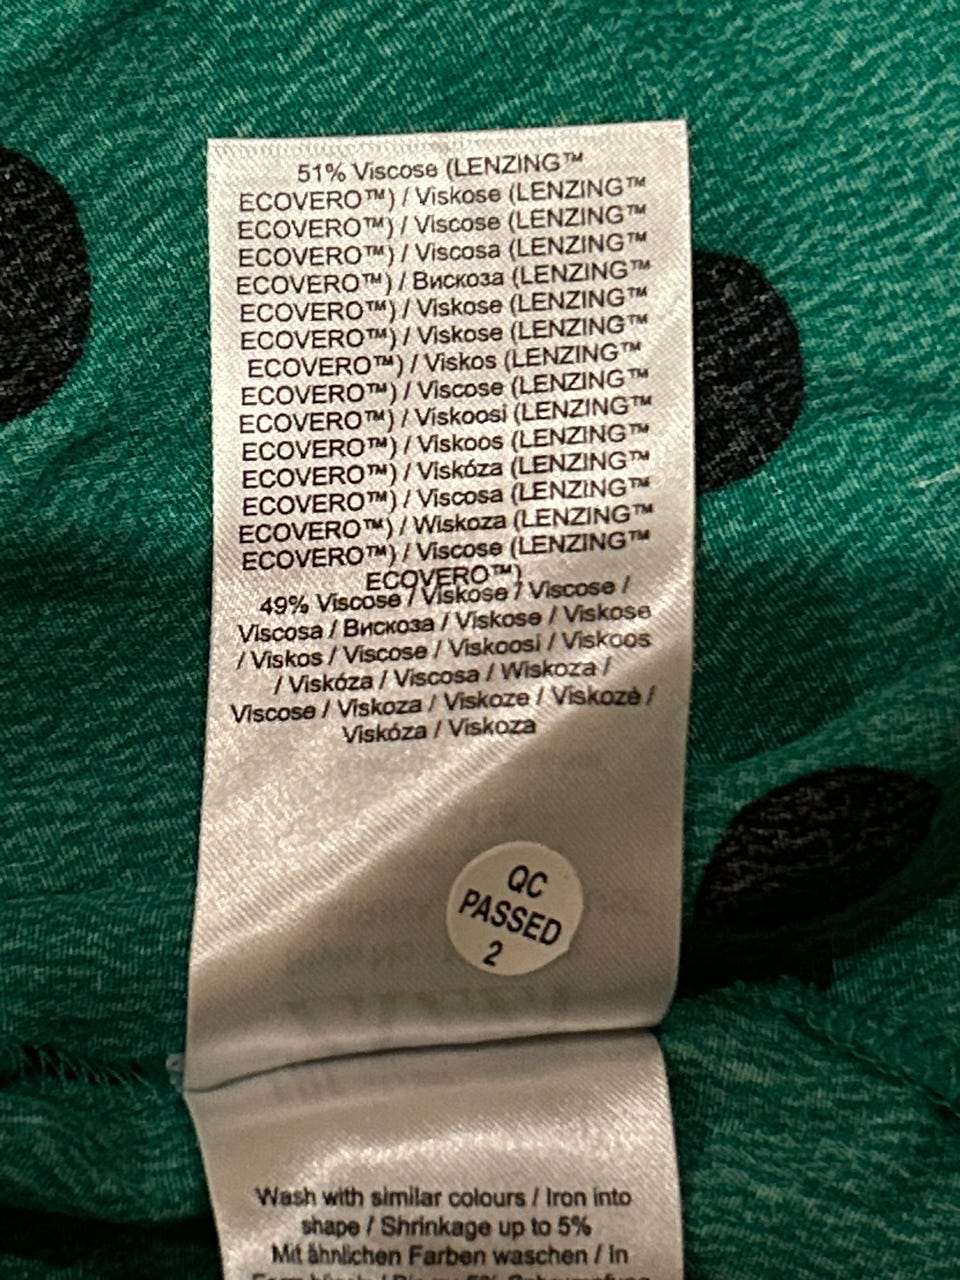 51% Viscose (LENZING™
ECOVERO™) / Viskose (LENZING™
ECOVERO™) / Viscose (LENZING™
ECOVERO™) / Viscosa (LENZING™
ECOVERO™) / Вискоза (LENZING™
ECOVERO™) / Viskose (LENZING™
ECOVERO™) / Viskose (LENZING™
ECOVERO™) / Viskos (LENZING™
ECOVERO™) / Viscose (LENZING™
ECOVERO™) / Viskoosi (LENZING™
ECOVERO™) / Viskoos (LENZING™
ECOVERO™) / Viskóza (LENZING™
ECOVERO™) / Viscosa (LENZING™
ECOVERO™) / Wiskoza (LENZING™
ECOVERO™) / Viscose (LENZING™
ECOVERO™)
49% Viscose / Viskose / Viscose /
Viscosa / Вискоза / Viskose / Viskose
/ Viskos / Viscose / Viskoosi / Viskoos
/ Viskóza / Viscosa / Wiskoza /
Viscose / Viskoza / Viskoze / Viskozė /
Viskóza / Viskoza
QC
PASSED
2
Wash with similar colours / Iron into
shape / Shrinkage up to 5%
Mit ähnlichen Farben waschen / in